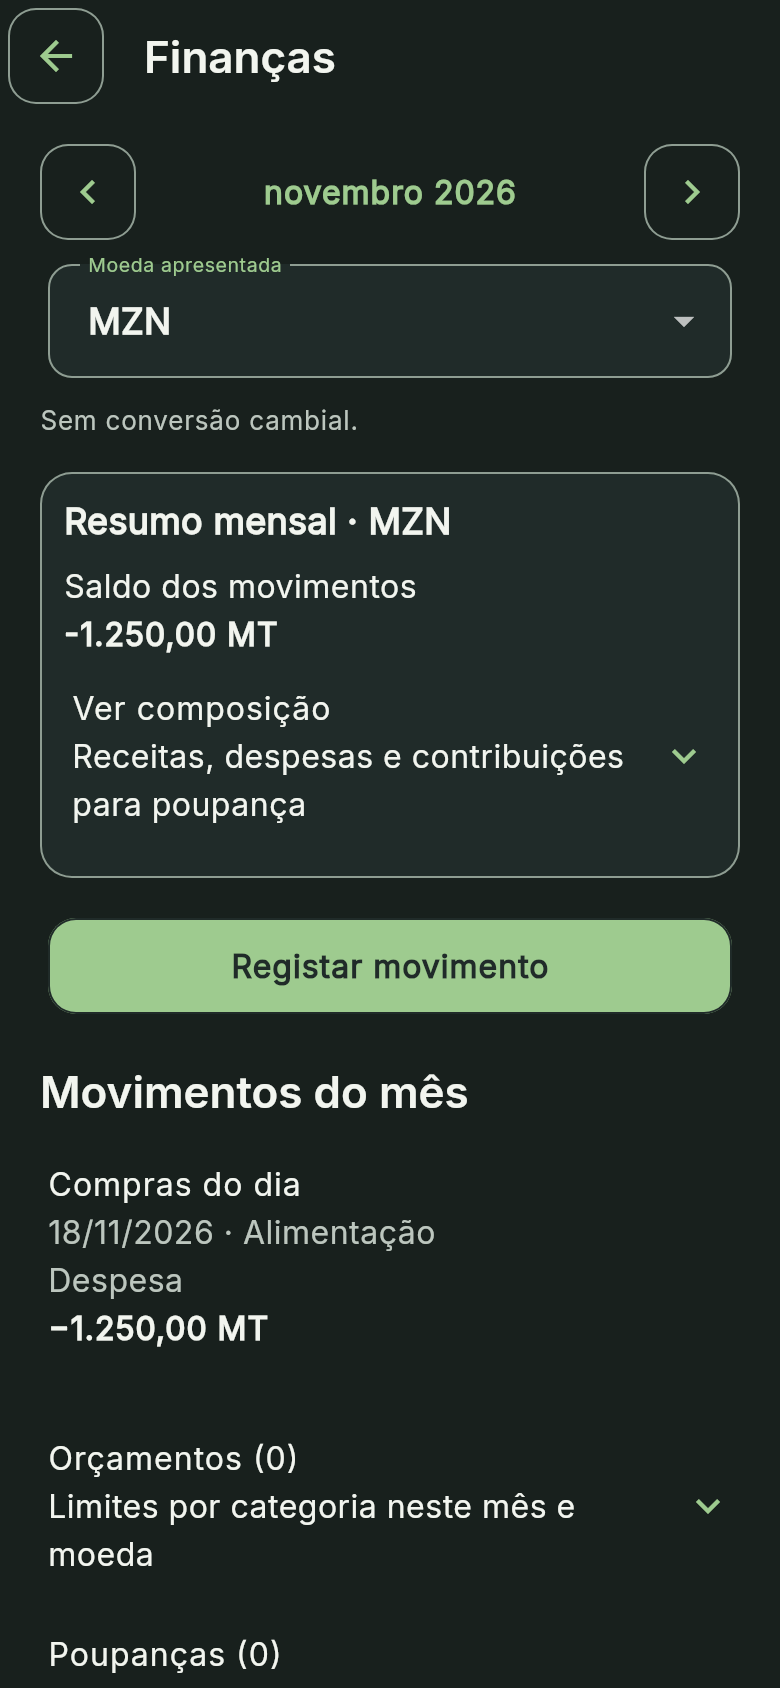 Finanças
novembro 2026
Moeda apresentada
MZN
Sem conversão cambial.
Resumo mensal · MZN
Saldo dos movimentos
-1.250,00 MT
Ver composição
Receitas, despesas e contribuições
para poupança
Registar movimento
Movimentos do mês
Compras do dia
18/11/2026 · Alimentação
Despesa
−1.250,00 MT
Orçamentos (0)
Limites por categoria neste mês e
moeda
Poupanças (0)